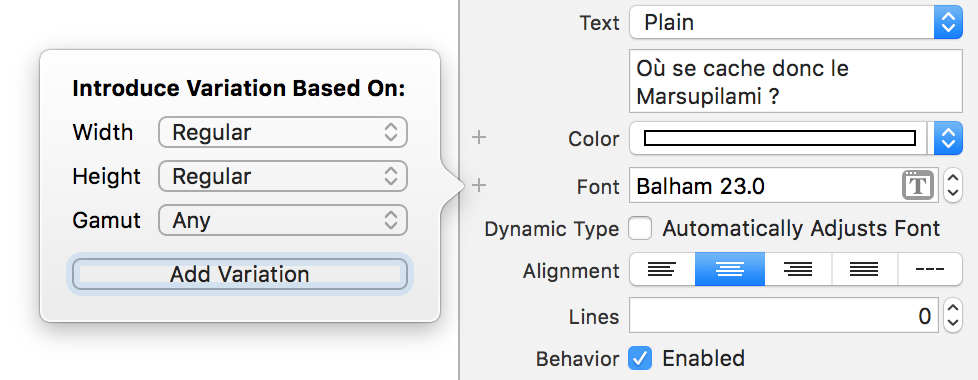 Introduce Variation Based On:
Width Regular
Height Regular
Gamut Any
Add Variation
Text Plain
Où se cache donc le
Marsupilami ?
+ Color
+ Font Balham 23.0 T
Dynamic Type Automatically Adjusts Font
Alignment ---
Lines 0
Behavior Enabled